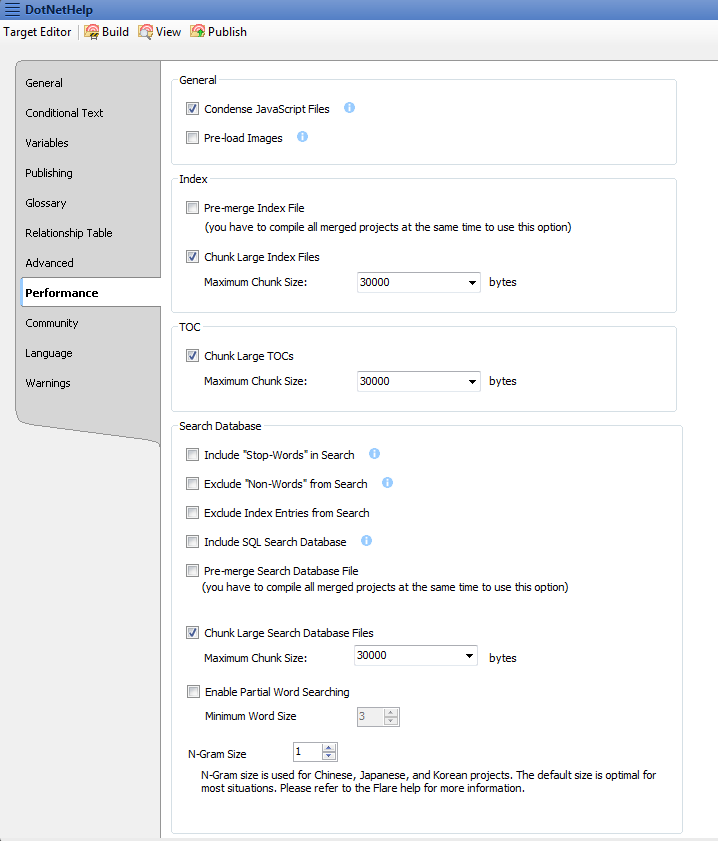 DotNetHelp
Target Editor Build View Publish
General
Conditional Text
Variables
Publishing
Glossary
Relationship Table
Advanced
Performance
Community
Language
Warnings
General
Condense JavaScript Files
Pre-load Images
Index
Pre-merge Index File
(you have to compile all merged projects at the same time to use this option)
Chunk Large Index Files
Maximum Chunk Size: 30000 bytes
TOC
Chunk Large TOCs
Maximum Chunk Size: 30000 bytes
Search Database
Include "Stop-Words" in Search
Exclude "Non-Words" from Search
Exclude Index Entries from Search
Include SQL Search Database
Pre-merge Search Database File
(you have to compile all merged projects at the same time to use this option)
Chunk Large Search Database Files
Maximum Chunk Size: 30000 bytes
Enable Partial Word Searching
Minimum Word Size 3
N-Gram Size 1
N-Gram size is used for Chinese, Japanese, and Korean projects. The default size is optimal for
most situations. Please refer to the Flare help for more information.